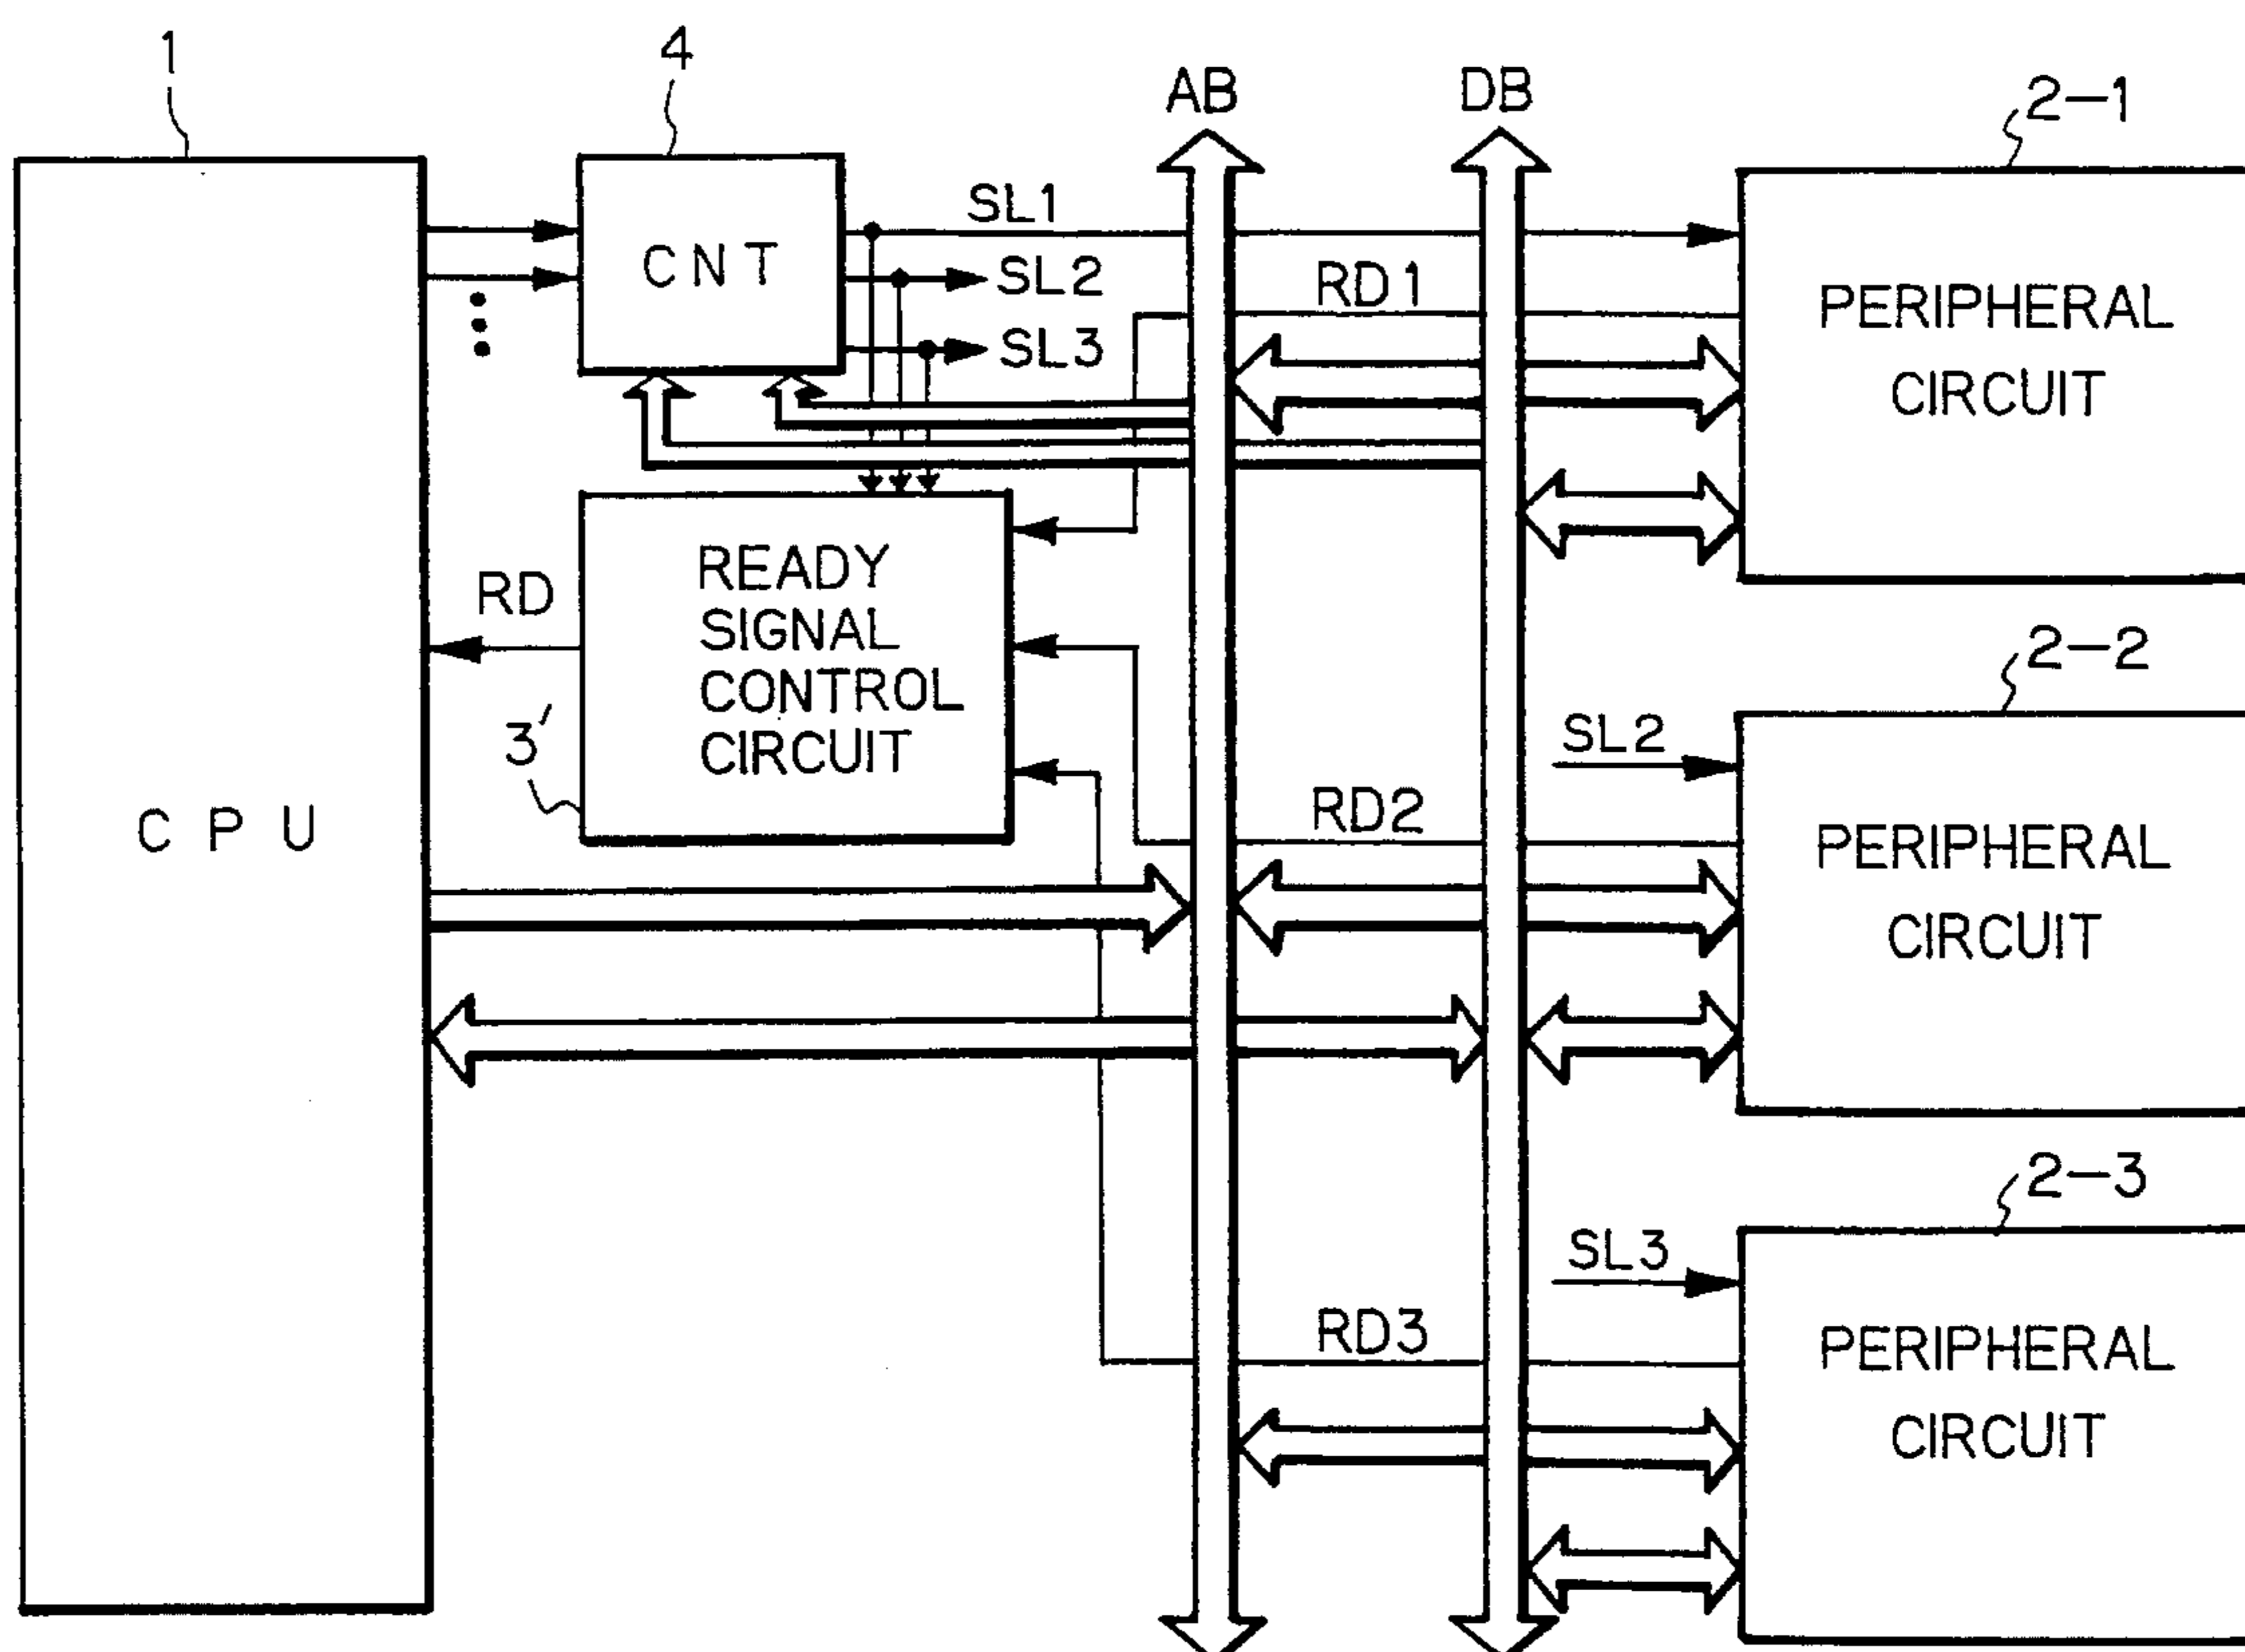 1
4
AB
DB
2-1
SL1
CNT
SL2
RD1
SL3
PERIPHERAL
CIRCUIT
READY
SIGNAL
CONTROL
CIRCUIT
RD
3'
2-2
SL2
CPU
RD2
PERIPHERAL
CIRCUIT
2-3
SL3
RD3
PERIPHERAL
CIRCUIT